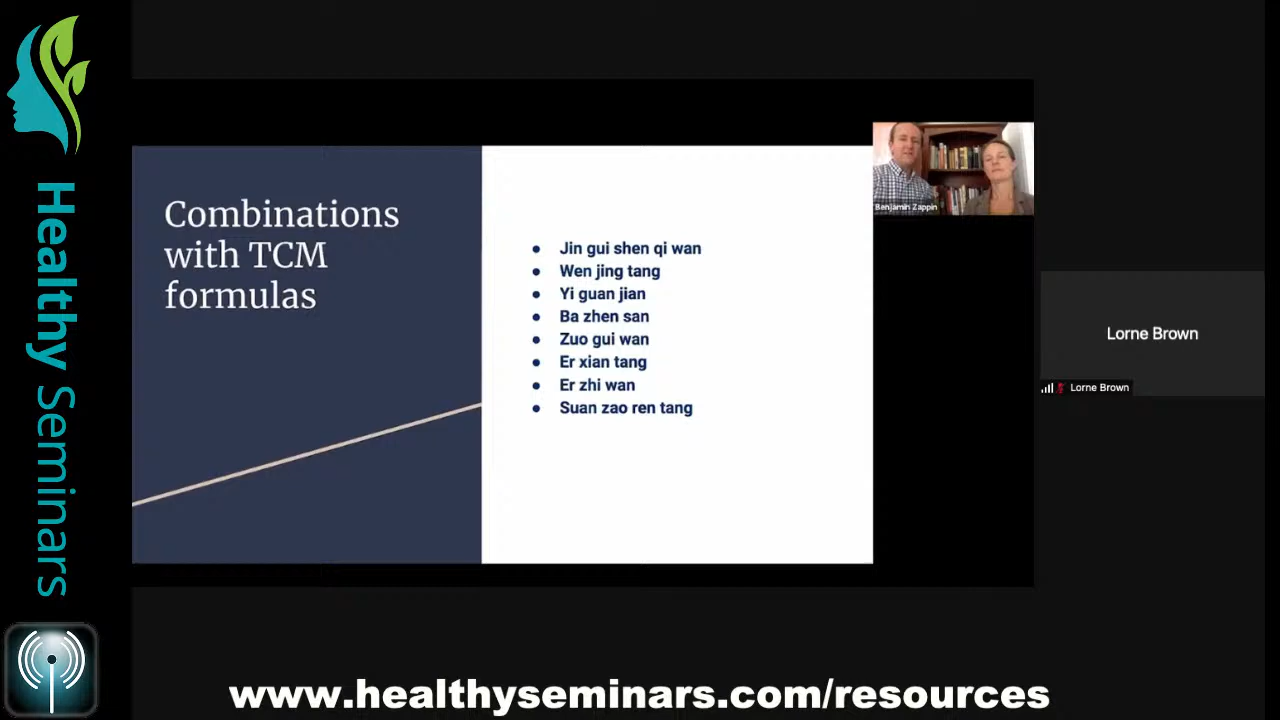 Healthy Seminars
Combinations
with TCM
formulas
● Jin gui shen qi wan
● Wen jing tang
● Yi guan jian
● Ba zhen san
● Zuo gui wan
● Er xian tang
● Er zhi wan
● Suan zao ren tang
Benjamin Zappin
Lorne Brown
Lorne Brown
www.healthyseminars.com/resources